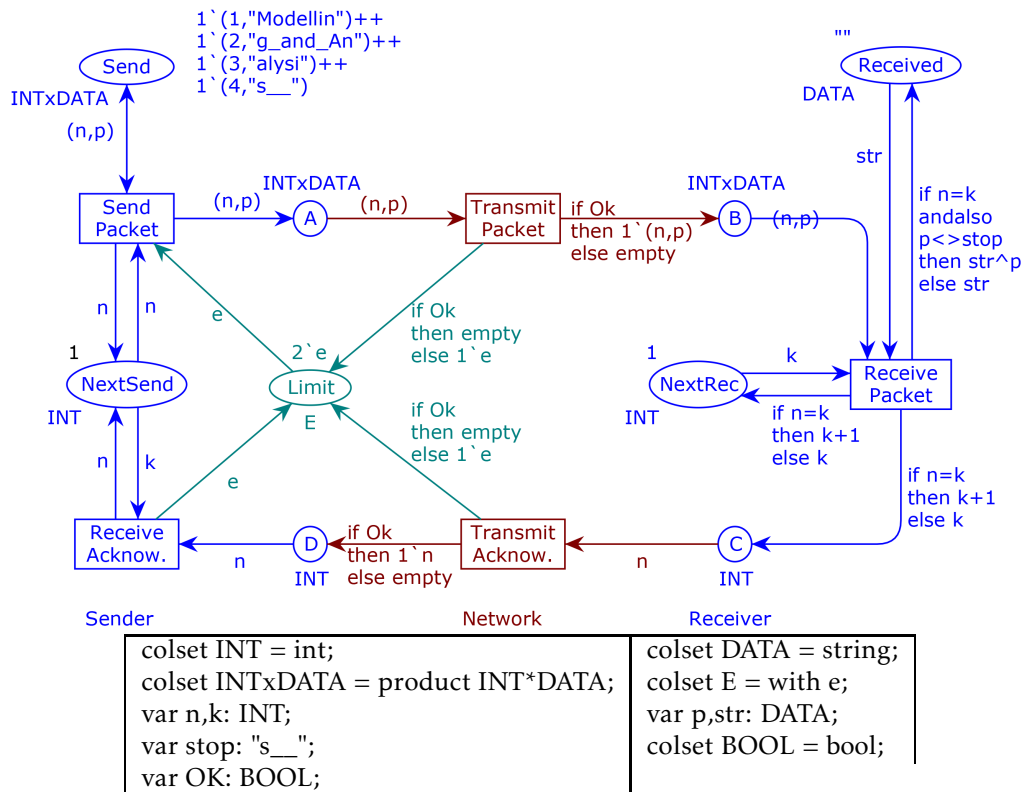 1`(1,"Modellin")++
1`(2,"g_and_An")++
1`(3,"alysi")++
1`(4,"s__")
Send
INTxDATA
(n,p)
""
Received
DATA
str
if n=k
andalso
p<>stop
then str^p
else str
Send
Packet
(n,p)
INTxDATA
A
(n,p)
Transmit
Packet
if Ok
then 1`(n,p)
else empty
INTxDATA
B
(n,p)
n
n
e
if Ok
then empty
else 1`e
1
NextSend
INT
2`e
Limit
E
1
NextRec
INT
k
if n=k
then k+1
else k
Receive
Packet
n
k
e
if Ok
then empty
else 1`e
if n=k
then k+1
else k
Receive
Acknow.
n
D
INT
if Ok
then 1`n
else empty
Transmit
Acknow.
n
C
INT
Sender
Network
Receiver
colset INT = int;
colset INTxDATA = product INT*DATA;
var n,k: INT;
var stop: "s__";
var OK: BOOL;
colset DATA = string;
colset E = with e;
var p,str: DATA;
colset BOOL = bool;